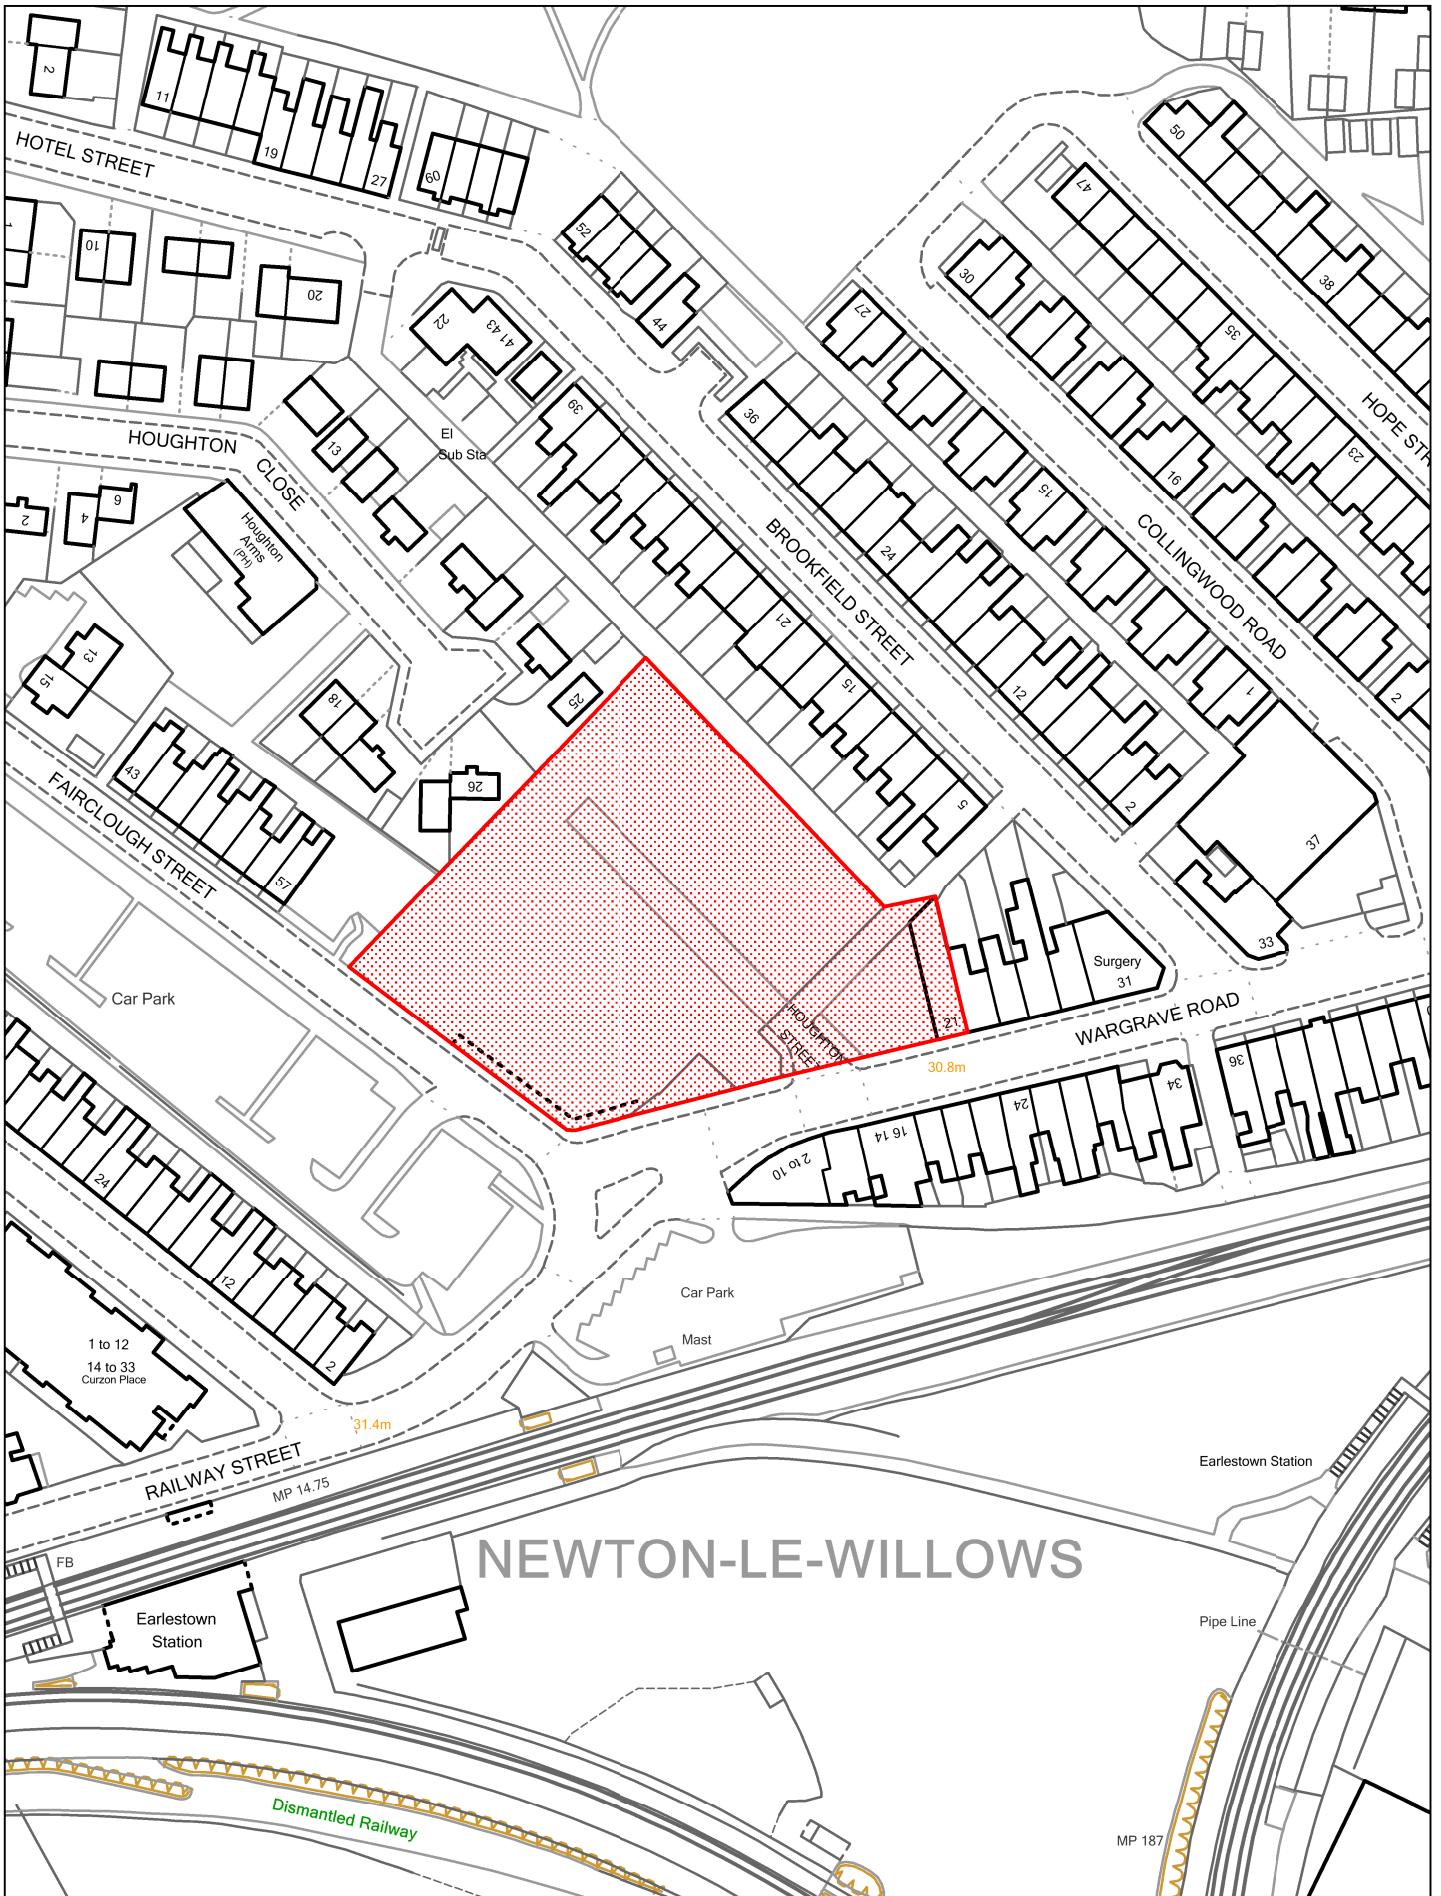 2
11
19
27
60
HOTEL STREET
50
47
52
10
20
44
30
38
27
22
41 43
35
39
36
HOPE STR
HOUGHTON
CLOSE
13
El
Sub Sta
23
16
15
2
4
6
Houghton
Arms
(PH)
24
BROOKFIELD STREET
COLLINGWOOD ROAD
21
13
15
18
25
15
12
1
2
43
26
5
2
37
FAIRCLOUGH STREET
57
33
Surgery
31
Car Park
HOUGHTON
STREET
21
WARGRAVE ROAD
30.8m
36
34
24
16 14
2 to 10
24
12
2
Car Park
Mast
1 to 12
14 to 33
Curzon Place
31.4m
RAILWAY STREET
MP 14.75
Earlestown Station
NEWTON-LE-WILLOWS
FB
Earlestown
Station
Pipe Line
Dismantled Railway
MP 187